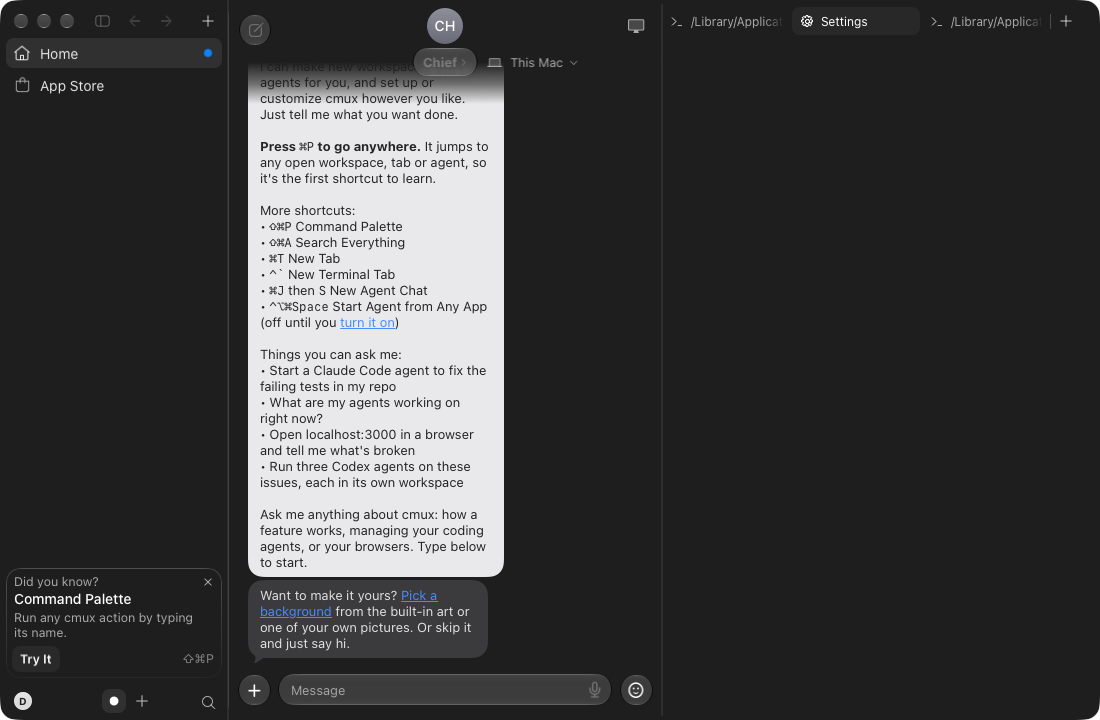 Home
App Store
Did you know?
Command Palette
Run any cmux action by typing
its name.
Try It
⇧⌘P
D
CH
Chief
This Mac
I can make new workspac
agents for you, and set up or
customize cmux however you like.
Just tell me what you want done.
Press ⌘P to go anywhere. It jumps to
any open workspace, tab or agent, so
it's the first shortcut to learn.
More shortcuts:
• ⇧⌘P Command Palette
• ⇧⌘A Search Everything
• ⌘T New Tab
• ^` New Terminal Tab
• ⌘J then S New Agent Chat
• ^⌥⌘Space Start Agent from Any App
(off until you turn it on)
Things you can ask me:
• Start a Claude Code agent to fix the
failing tests in my repo
• What are my agents working on
right now?
• Open localhost:3000 in a browser
and tell me what's broken
• Run three Codex agents on these
issues, each in its own workspace
Ask me anything about cmux: how a
feature works, managing your coding
agents, or your browsers. Type below
to start.
Want to make it yours? Pick a
background from the built-in art or
one of your own pictures. Or skip it
and just say hi.
Message
/Library/Applicat
Settings
/Library/Applicat